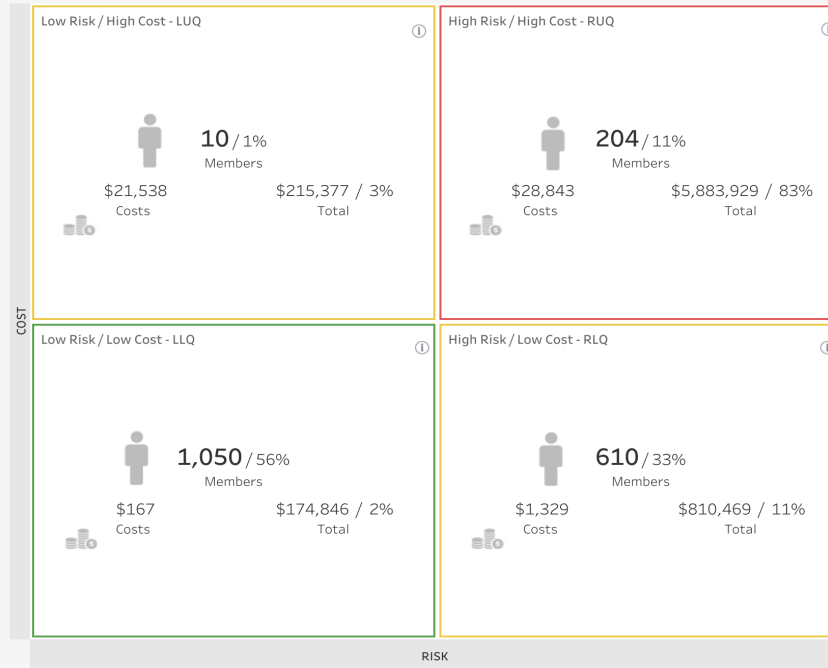 Low Risk / High Cost - LUQ
10 / 1%
Members
$21,538
Costs
$215,377 / 3%
Total
High Risk / High Cost - RUQ
204 / 11%
Members
$28,843
Costs
$5,883,929 / 83%
Total
COST
Low Risk / Low Cost - LLQ
1,050 / 56%
Members
$167
Costs
$174,846 / 2%
Total
High Risk / Low Cost - RLQ
610 / 33%
Members
$1,329
Costs
$810,469 / 11%
Total
RISK